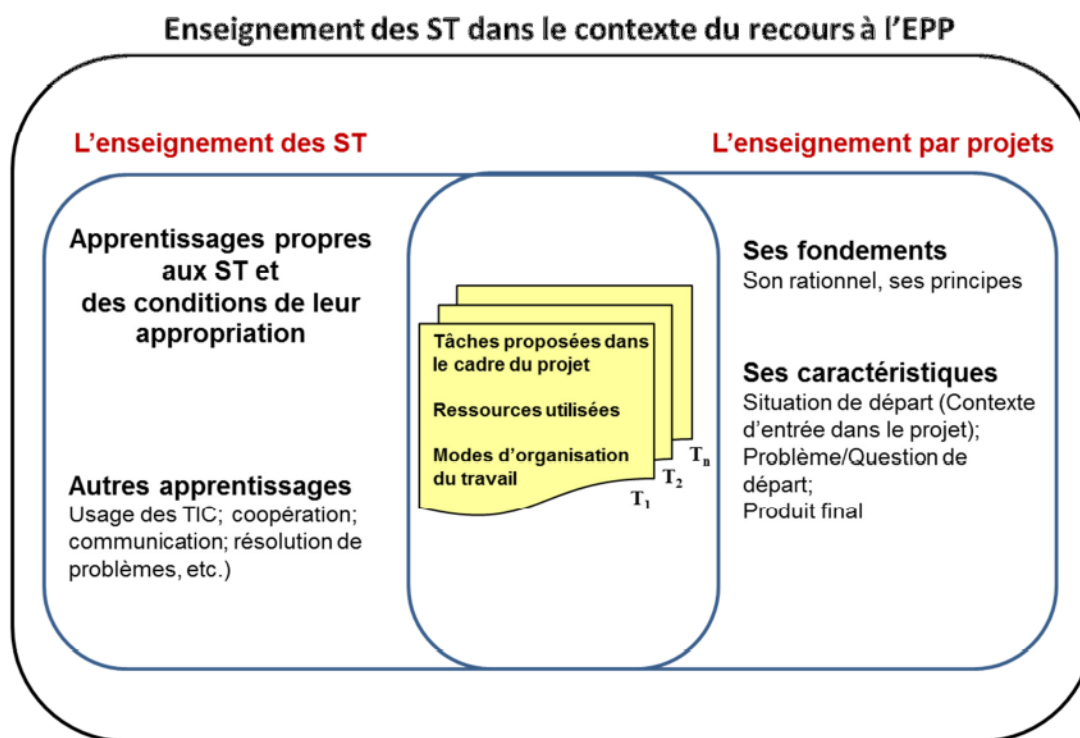 Enseignement des ST dans le contexte du recours à l'EPP
L'enseignement des ST
Apprentissages propres
aux ST et
des conditions de leur
appropriation
Autres apprentissages
Usage des TIC; coopération;
communication; résolution de
problèmes, etc.)
Tâches proposées dans
le cadre du projet
Ressources utilisées
Modes d'organisation
du travail
T1
T2
Tn
L'enseignement par projets
Ses fondements
Son rationnel, ses principes
Ses caractéristiques
Situation de départ (Contexte
d'entrée dans le projet);
Problème/Question de
départ;
Produit final